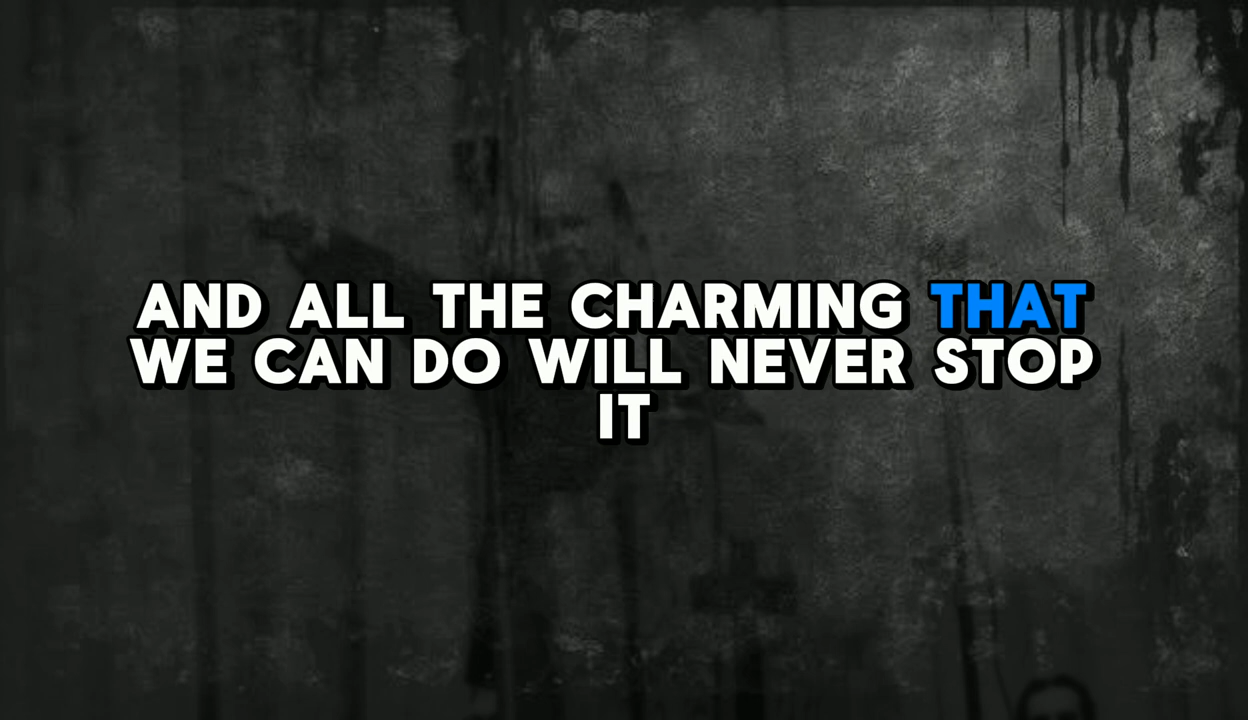 AND ALL THE CHARMING THAT
WE CAN DO WILL NEVER STOP
IT